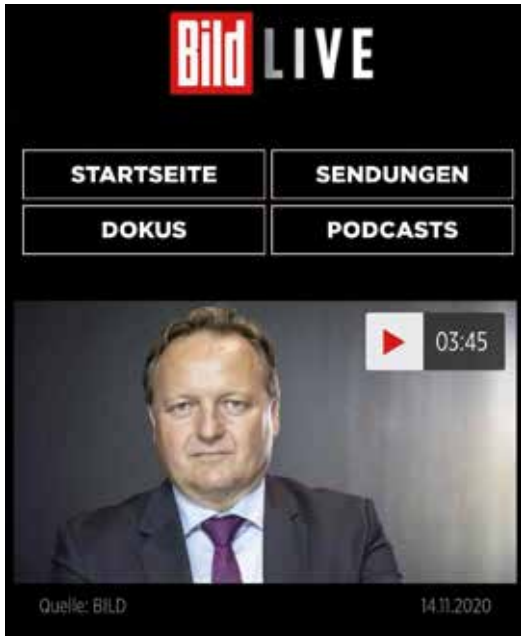 Bild LIVE
STARTSEITE SENDUNGEN
DOKUS PODCASTS
03:45
Quelle: BILD 14.11.2020